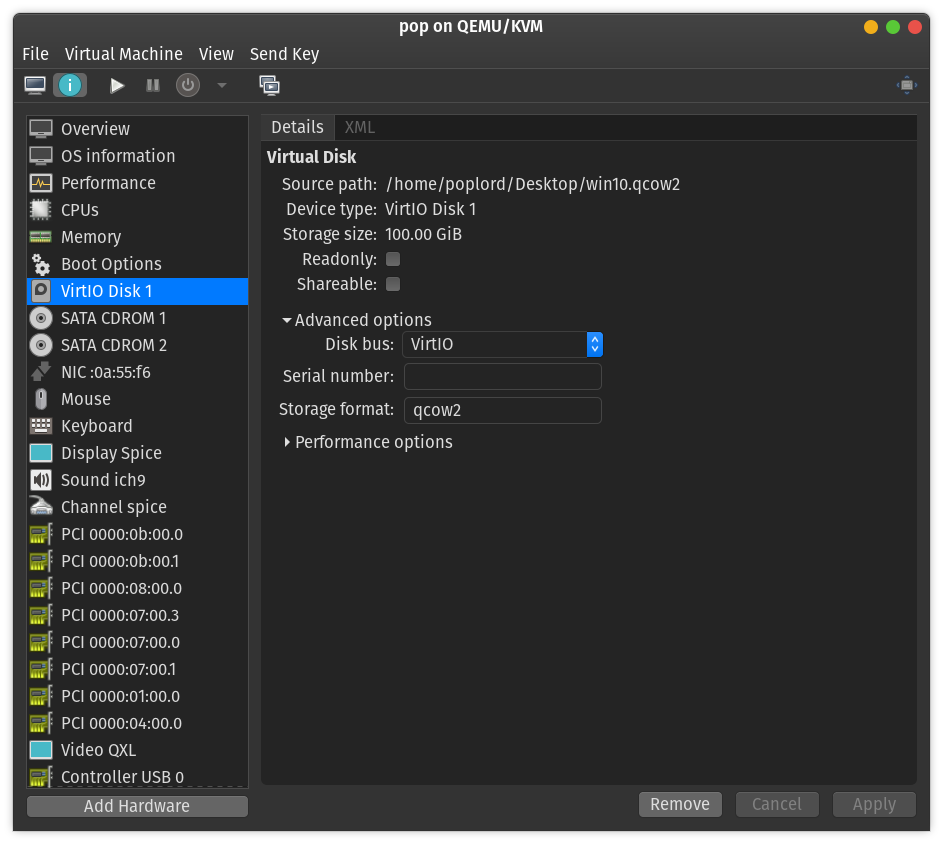 pop on QEMU/KVM
File Virtual Machine View Send Key
Overview
OS information
Performance
CPUs
Memory
Boot Options
VirtIO Disk 1
SATA CDROM 1
SATA CDROM 2
NIC :0a:55:f6
Mouse
Keyboard
Display Spice
Sound ich9
Channel spice
PCI 0000:0b:00.0
PCI 0000:0b:00.1
PCI 0000:08:00.0
PCI 0000:07:00.3
PCI 0000:07:00.0
PCI 0000:07:00.1
PCI 0000:01:00.0
PCI 0000:04:00.0
Video QXL
Controller USB 0
Add Hardware
Details XML
Virtual Disk
Source path: /home/poplord/Desktop/win10.qcow2
Device type: VirtIO Disk 1
Storage size: 100.00 GiB
Readonly:
Shareable:
Advanced options
Disk bus: VirtIO
Serial number:
Storage format: qcow2
Performance options
Remove Cancel Apply